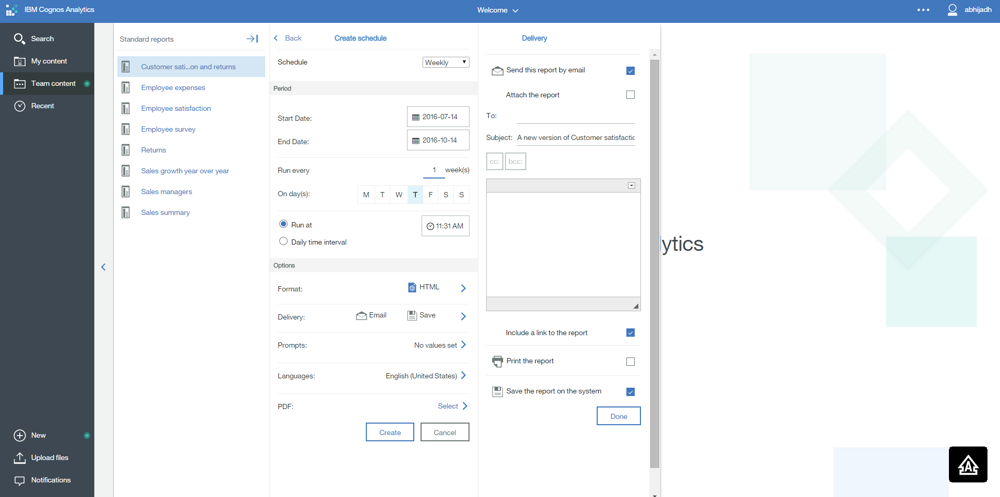 IBM Cognos Analytics
Welcome
abhijadh
Search
My content
Team content
Recent
New
Upload files
Notifications
Standard reports
Customer sati...on and returns
Employee expenses
Employee satisfaction
Employee survey
Returns
Sales growth year over year
Sales managers
Sales summary
Back Create schedule
Schedule Weekly
Period
Start Date: 2016-07-14
End Date: 2016-10-14
Run every 1 week(s)
On day(s): M T W T F S S
Run at 11:31 AM
Daily time interval
Options
Format: HTML
Delivery: Email Save
Prompts: No values set
Languages: English (United States)
PDF: Select
Create Cancel
Delivery
Send this report by email
Attach the report
To:
Subject: A new version of Customer satisfactic
cc: bcc:
Include a link to the report
Print the report
Save the report on the system
Done
lytics
A